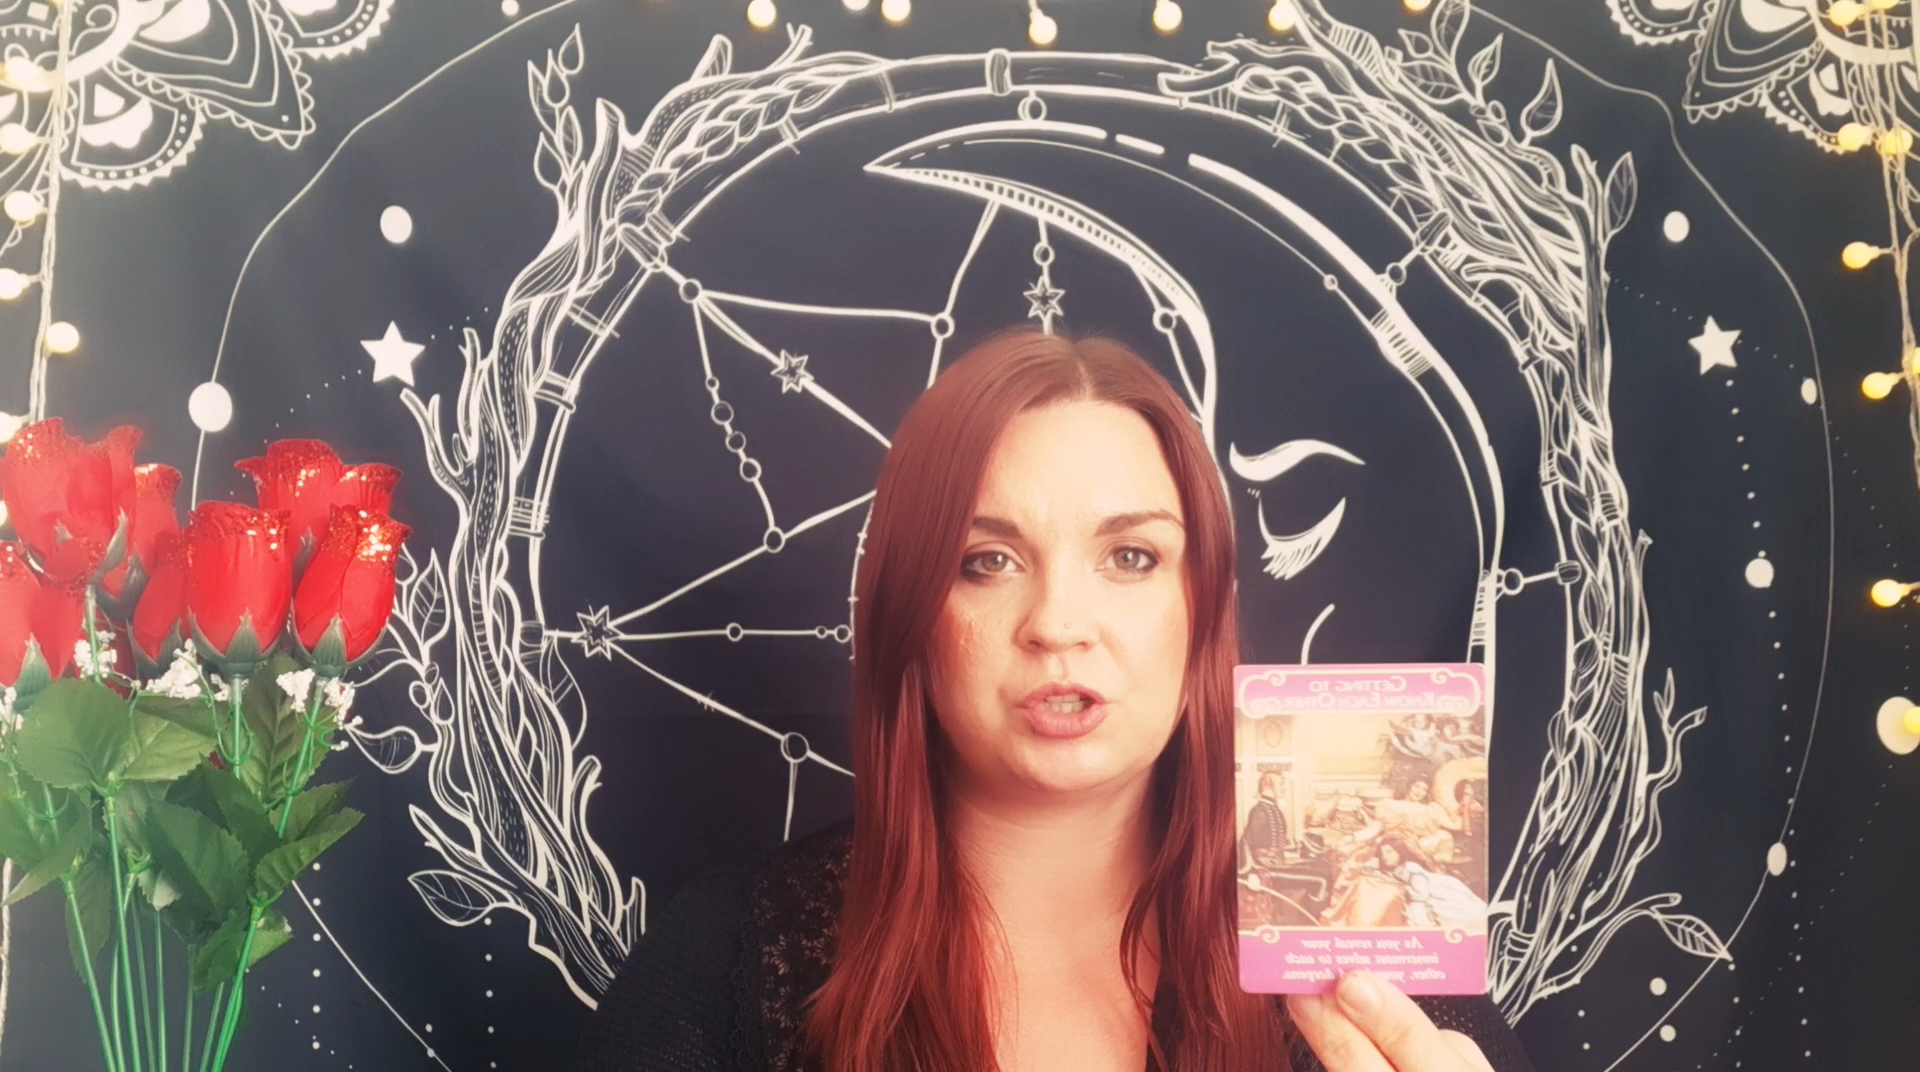 GETTING TO
KNOW EACH OTHER
As you reveal your
innermost selves to each
other, your deepens.